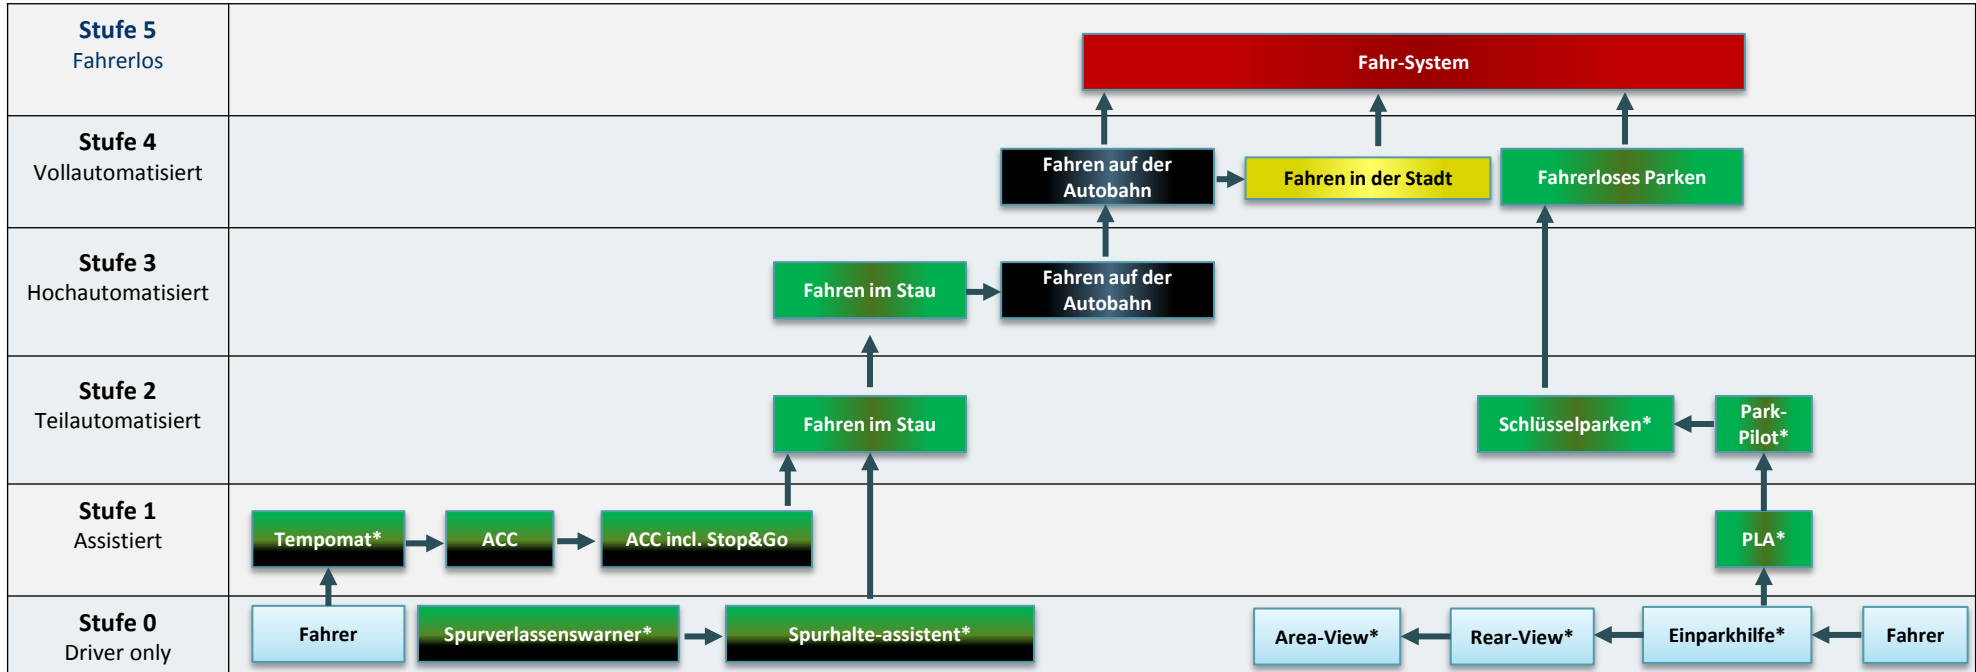 Stufe 5
Fahrerlos
Fahr-System
Stufe 4
Vollautomatisiert
Fahren auf der
Autobahn
Fahren in der Stadt
Fahrerloses Parken
Stufe 3
Hochautomatisiert
Fahren im Stau
Fahren auf der
Autobahn
Stufe 2
Teilautomatisiert
Fahren im Stau
Schlüsselparken*
Park-
Pilot*
Stufe 1
Assistiert
Tempomat*
ACC
ACC incl. Stop&Go
PLA*
Stufe 0
Driver only
Fahrer
Spurverlassenswarner*
Spurhalte-assistent*
Area-View*
Rear-View*
Einparkhilfe*
Fahrer